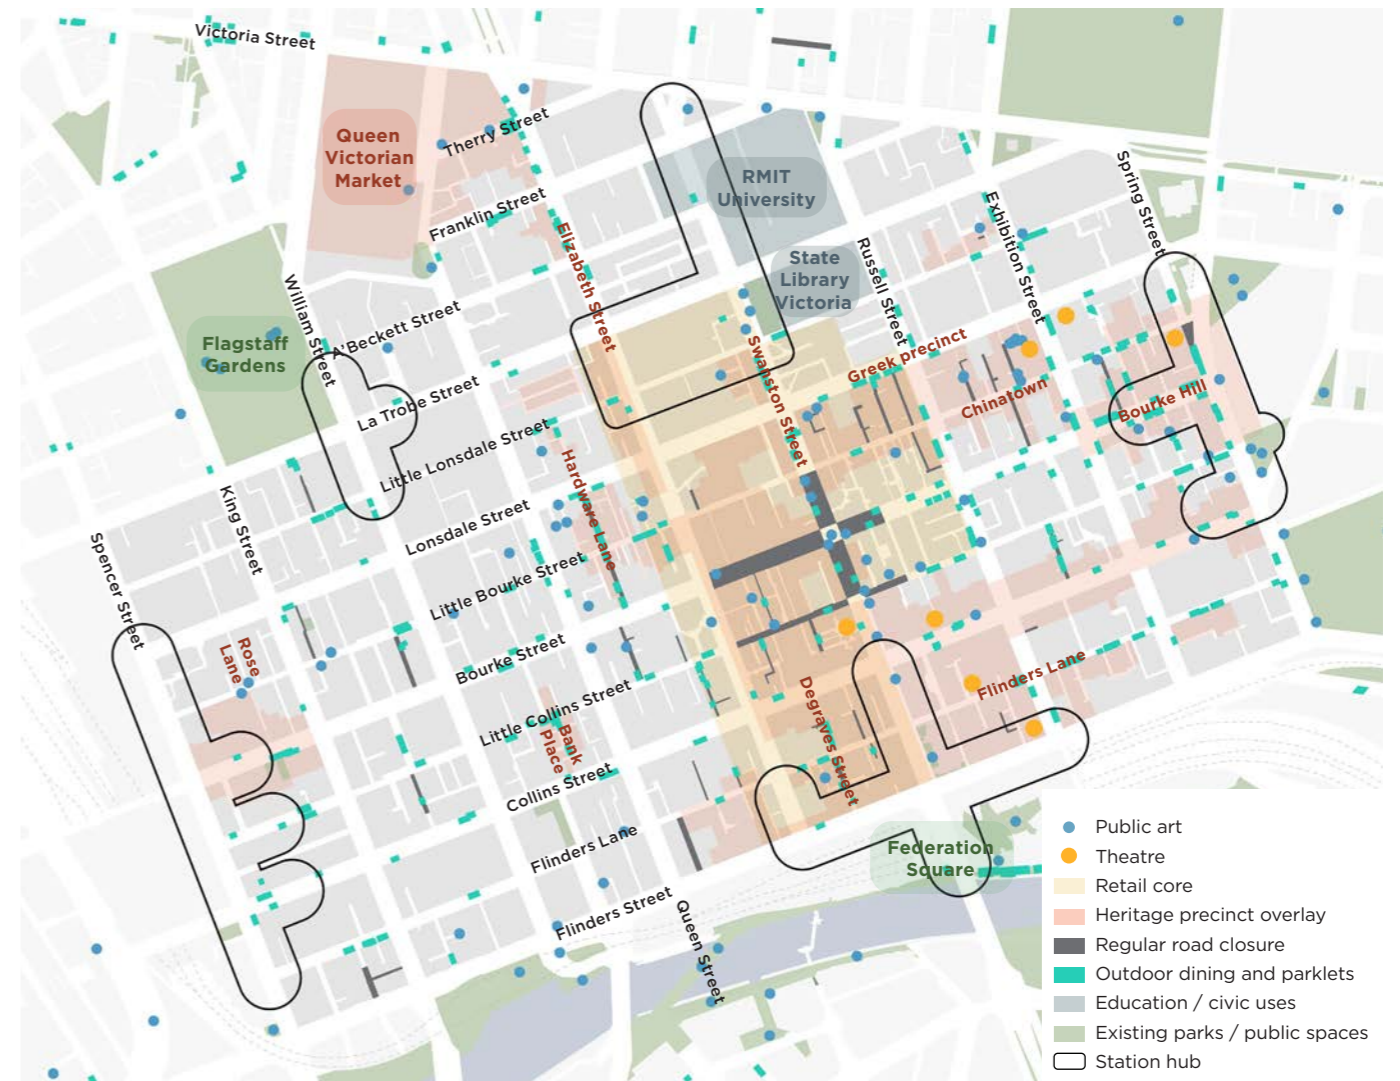 Victoria Street
Queen
Victorian
Market
Therry Street
Franklin Street
RMIT
University
State
Library
Victoria
Spring Street
Exhibition Street
Russell Street
Elizabeth Street
William Street
A'Beckett Street
Flagstaff
Gardens
La Trobe Street
Swanston Street
Greek precinct
Chinatown
Bourke Hill
Little Lonsdale Street
Hardware Lane
King Street
Lonsdale Street
Spencer Street
Little Bourke Street
Rose
Lane
Bourke Street
Little Collins Street
Bank
Place
Degraves Street
Flinders Lane
Collins Street
Flinders Lane
Federation
Square
Flinders Street
Queen Street
Public art
Theatre
Retail core
Heritage precinct overlay
Regular road closure
Outdoor dining and parklets
Education / civic uses
Existing parks / public spaces
Station hub